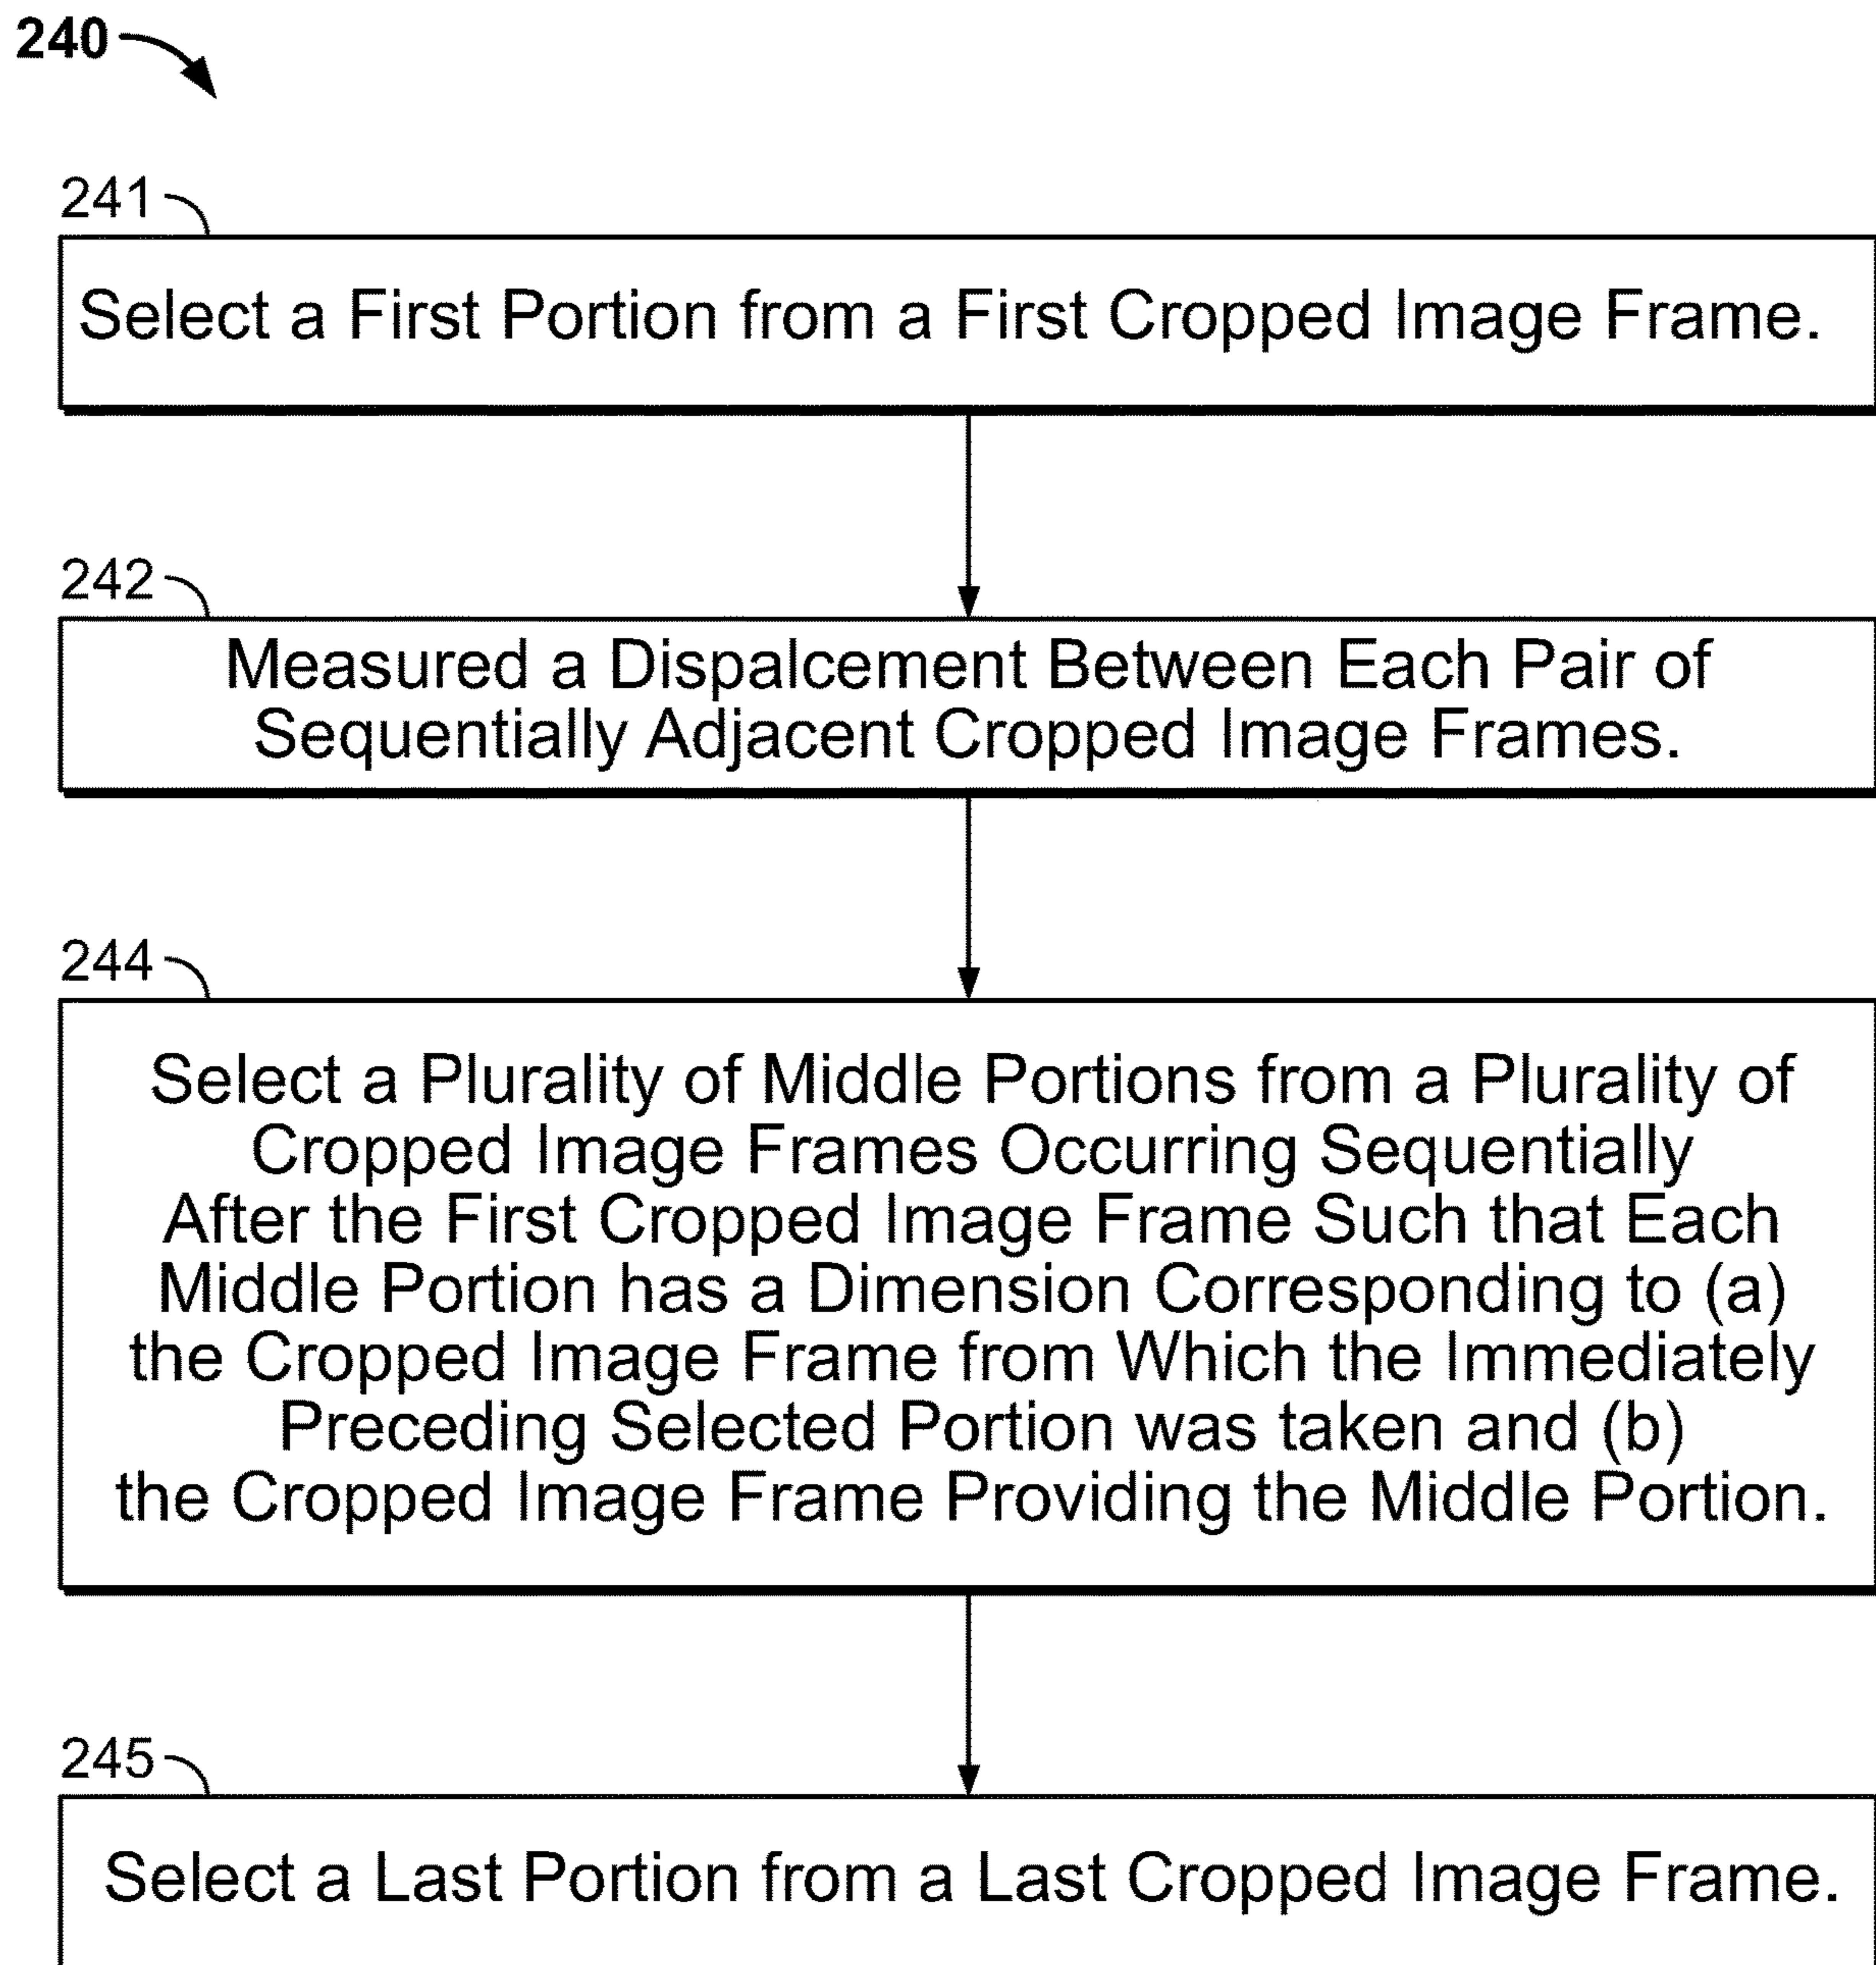 240
241
Select a First Portion from a First Cropped Image Frame.
242
Measured a Dispalcement Between Each Pair of
Sequentially Adjacent Cropped Image Frames.
244
Select a Plurality of Middle Portions from a Plurality of
Cropped Image Frames Occurring Sequentially
After the First Cropped Image Frame Such that Each
Middle Portion has a Dimension Corresponding to (a)
the Cropped Image Frame from Which the Immediately
Preceding Selected Portion was taken and (b)
the Cropped Image Frame Providing the Middle Portion.
245
Select a Last Portion from a Last Cropped Image Frame.